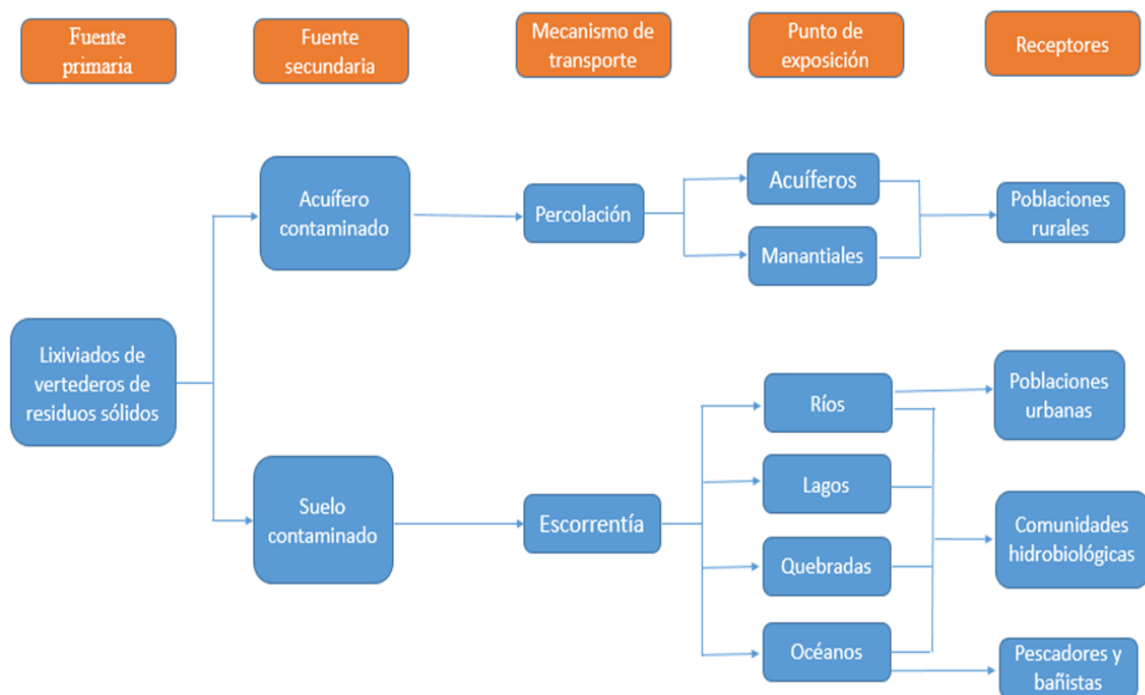 Fuente
primaria
Fuente
secundaria
Mecanismo de
transporte
Punto de
exposición
Receptores
Lixiviados de
vertederos de
residuos sólidos
Acuífero
contaminado
Percolación
Acuíferos
Manantiales
Poblaciones
rurales
Suelo
contaminado
Escorrentía
Ríos
Lagos
Quebradas
Océanos
Poblaciones
urbanas
Comunidades
hidrobiológicas
Pescadores y
bañistas